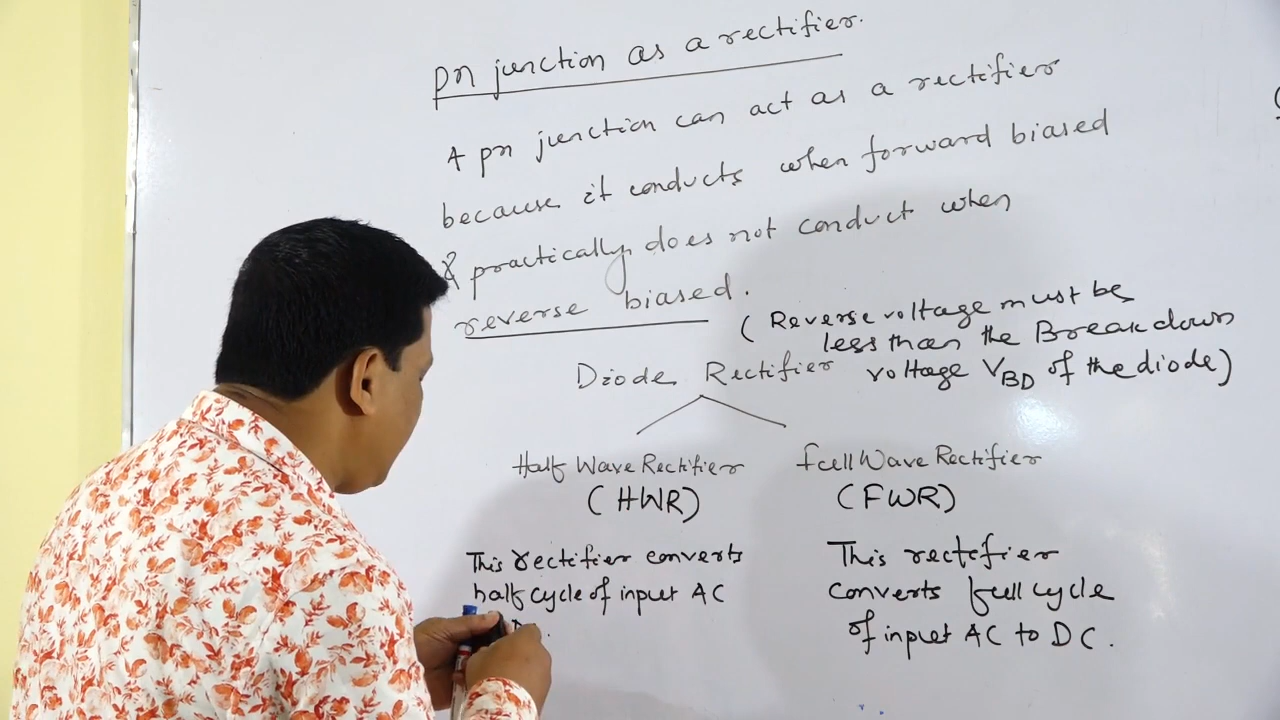 pn junction as a rectifier.
A pn junction can act as a rectifier
because it conducts when forward biased
& practically does not conduct when
reverse biased.
( Reverse voltage must be
less than the Breakdown
voltage VBD of the diode)
Diode Rectifier
Half Wave Rectifier
(HWR)
This rectifier converts
half cycle of input AC
Full Wave Rectifier
(FWR)
This rectifier
converts full cycle
of input AC to DC.